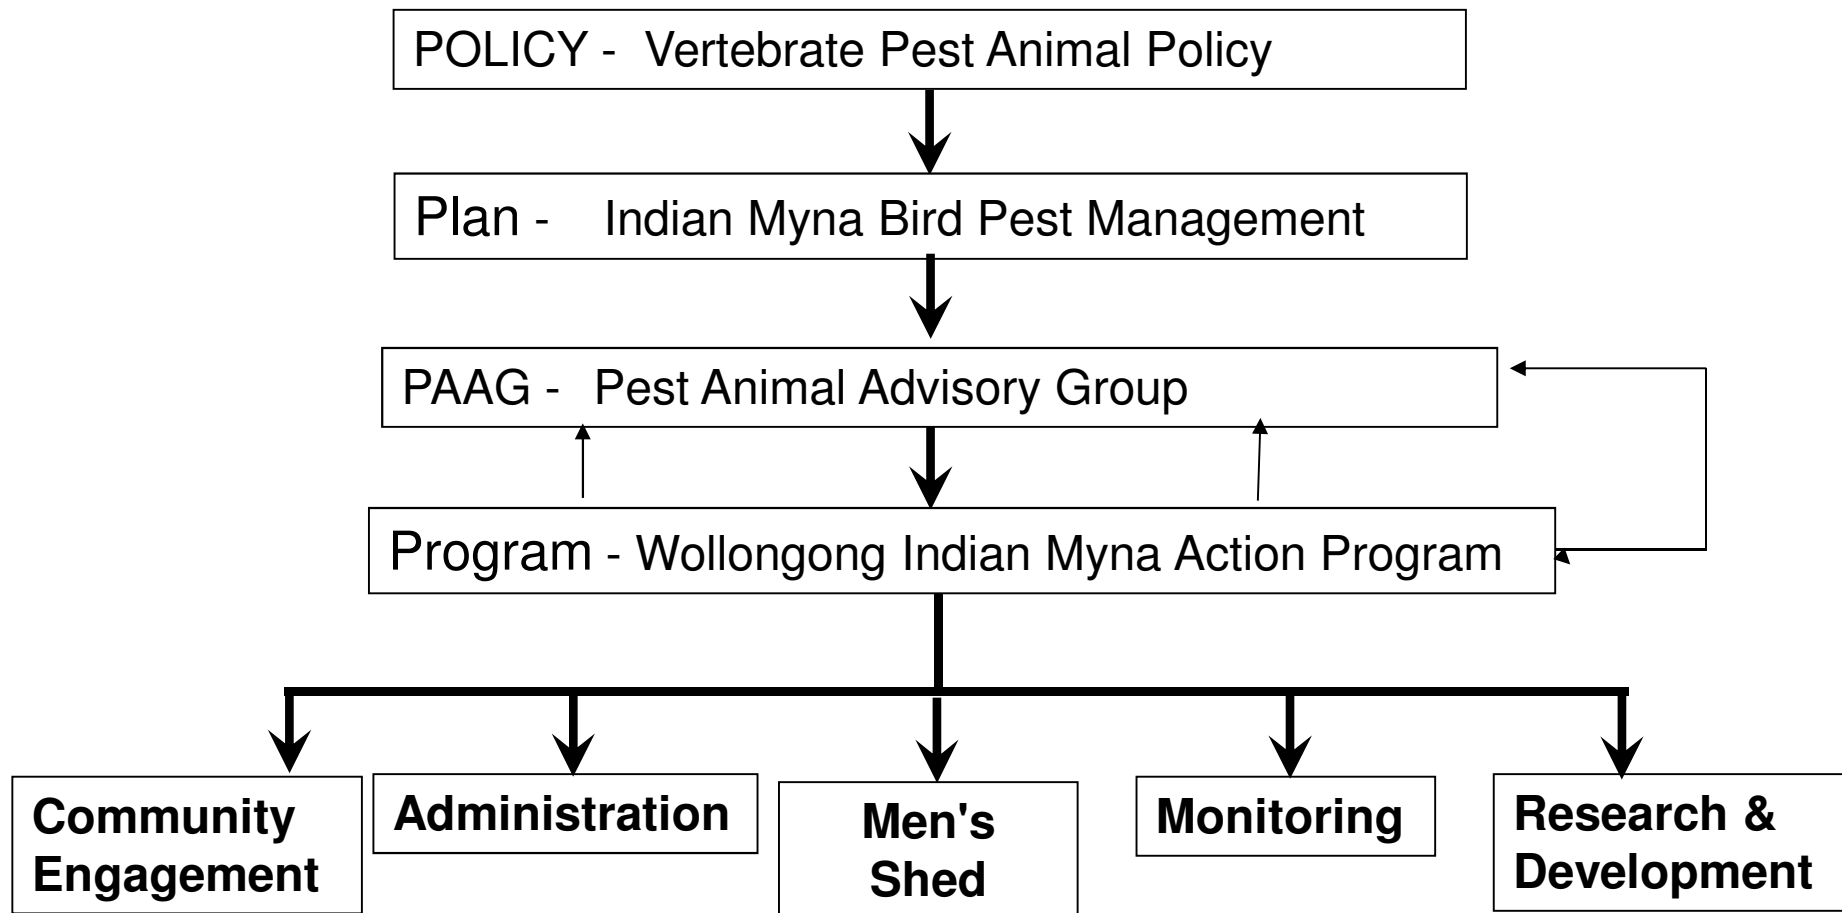 POLICY - Vertebrate Pest Animal Policy
Plan - Indian Myna Bird Pest Management
PAAG - Pest Animal Advisory Group
Program - Wollongong Indian Myna Action Program
Community
Engagement
Administration
Men's
Shed
Monitoring
Research &
Development